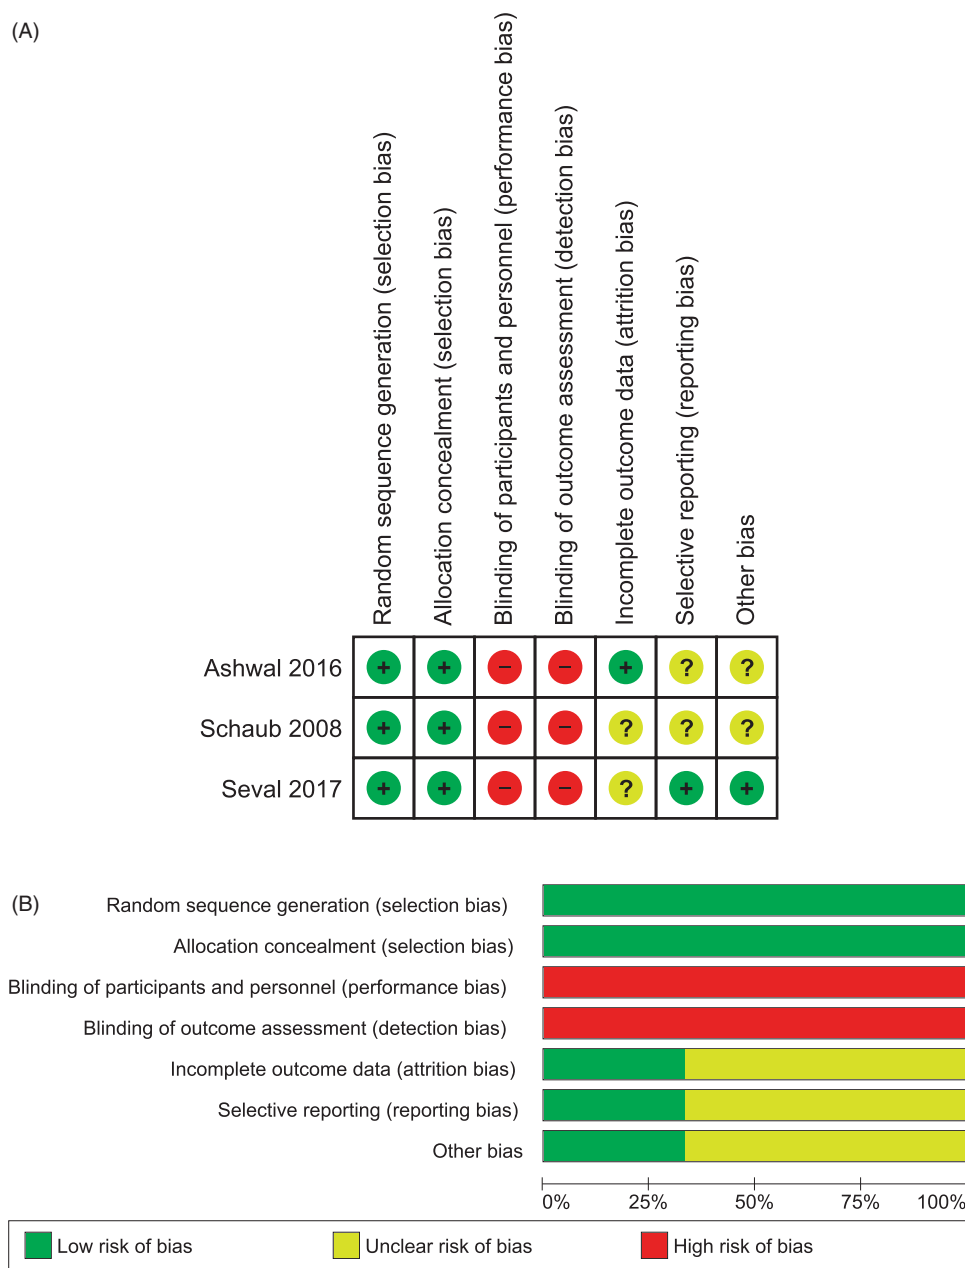 (A)
Random sequence generation (selection bias)
Allocation concealment (selection bias)
Blinding of participants and personnel (performance bias)
Blinding of outcome assessment (detection bias)
Incomplete outcome data (attrition bias)
Selective reporting (reporting bias)
Other bias
Ashwal 2016 + + − − + ? ?
Schaub 2008 + + − − ? ? ?
Seval 2017 + + − − ? + +
(B)
Random sequence generation (selection bias)
Allocation concealment (selection bias)
Blinding of participants and personnel (performance bias)
Blinding of outcome assessment (detection bias)
Incomplete outcome data (attrition bias)
Selective reporting (reporting bias)
Other bias
0% 25% 50% 75% 100%
Low risk of bias Unclear risk of bias High risk of bias